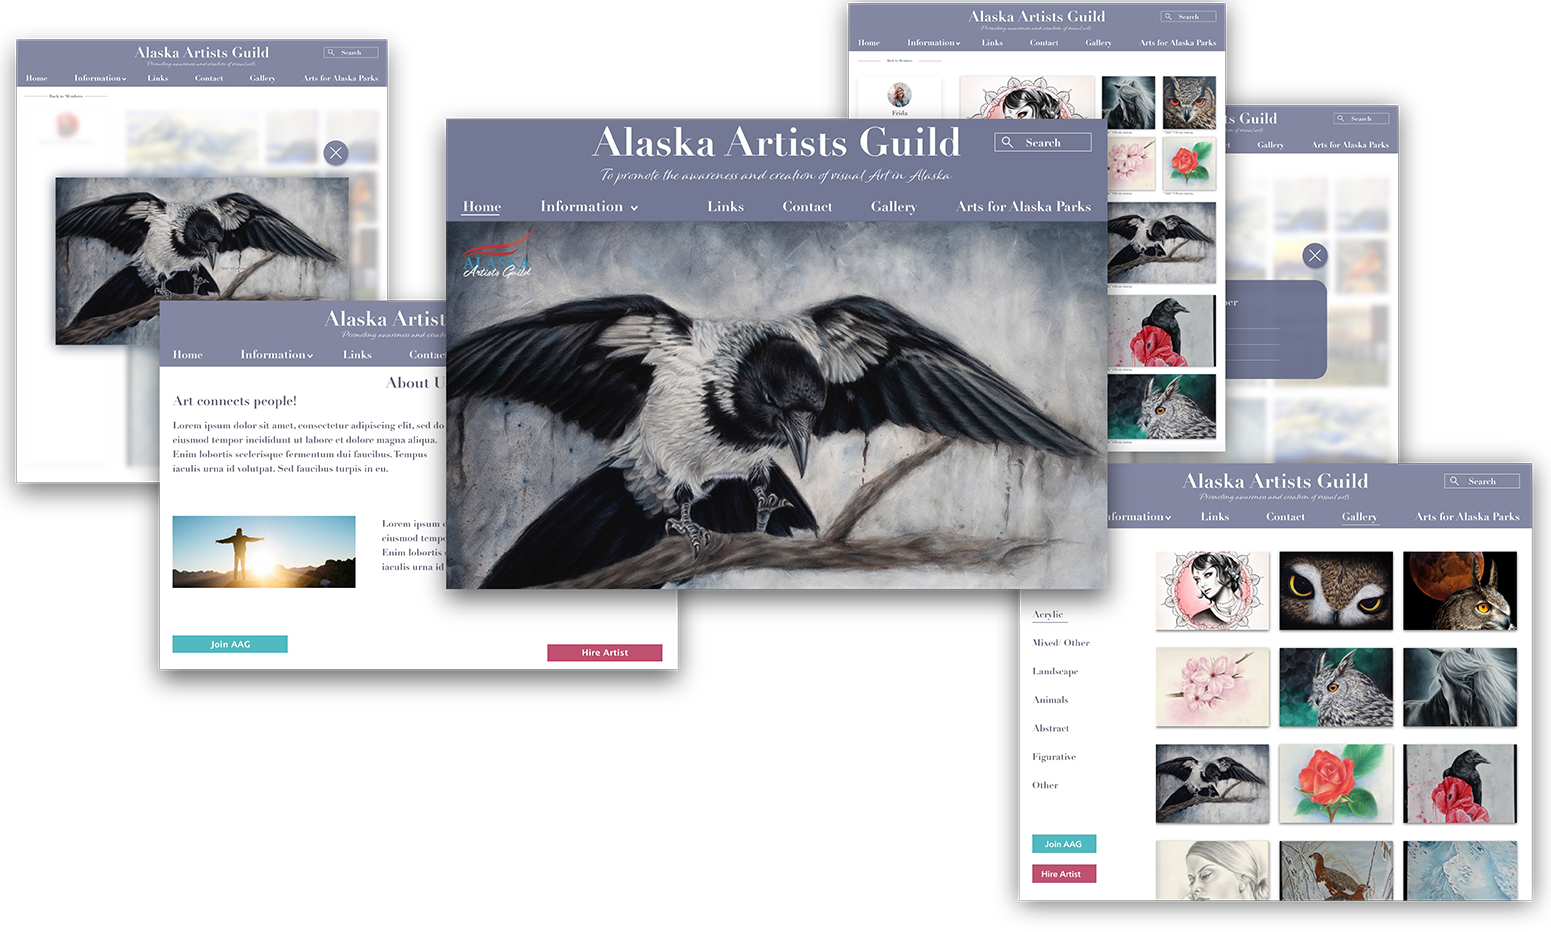 Alaska Artists Guild
Promoting awareness and creation of visual arts.
Search
Home Information Links Contact Gallery Arts for Alaska Parks
Back to Members
Alaska Artists Guild
Promoting awareness and creation of visual arts.
Search
Home Information Links Contact Gallery Arts for Alaska Parks
Back to Members
Frida
s Guild
Search
Gallery Arts for Alaska Parks
Alaska Artists Guild
Search
To promote the awareness and creation of visual Art in Alaska
Home Information Links Contact Gallery Arts for Alaska Parks
ALASKA
Artists Guild
Alaska Artist
Promoting awareness and creatio
Home Information Links Contac
About U
Art connects people!
Lorem ipsum dolor sit amet, consectetur adipiscing elit, sed do
eiusmod tempor incididunt ut labore et dolore magna aliqua.
Enim lobortis scelerisque fermentum dui faucibus. Tempus
iaculis urna id volutpat. Sed faucibus turpis in eu.
Lorem ipsum
eiusmod temp
Enim lobortis
iaculis urna id
Join AAG
Hire Artist
Alaska Artists Guild
Promoting awareness and creation of visual arts.
Search
nformation Links Contact Gallery Arts for Alaska Parks
Acrylic
Mixed/ Other
Landscape
Animals
Abstract
Figurative
Other
Join AAG
Hire Artist